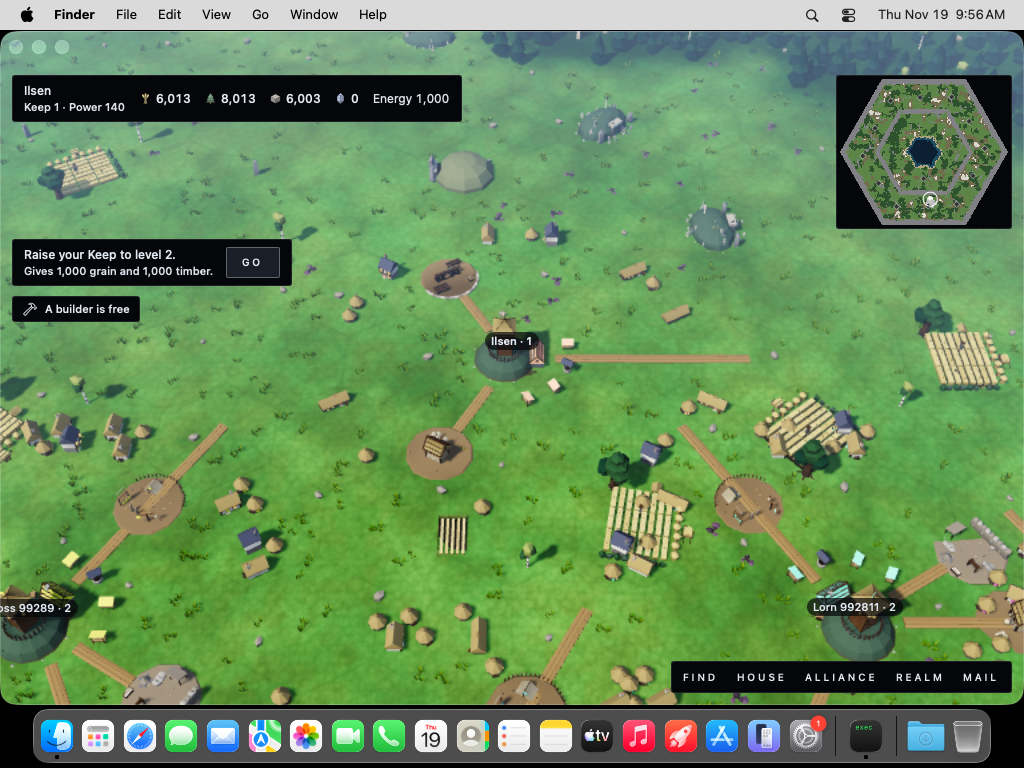 Finder File Edit View Go Window Help Thu Nov 19 9:56 AM
Ilsen
Keep 1 · Power 140
6,013 8,013 6,003 0 Energy 1,000
Raise your Keep to level 2.
Gives 1,000 grain and 1,000 timber.
GO
A builder is free
Ilsen · 1
oss 99289 · 2
Lorn 992811 · 2
FIND HOUSE ALLIANCE REALM MAIL
Thu
19
tv
1
exec